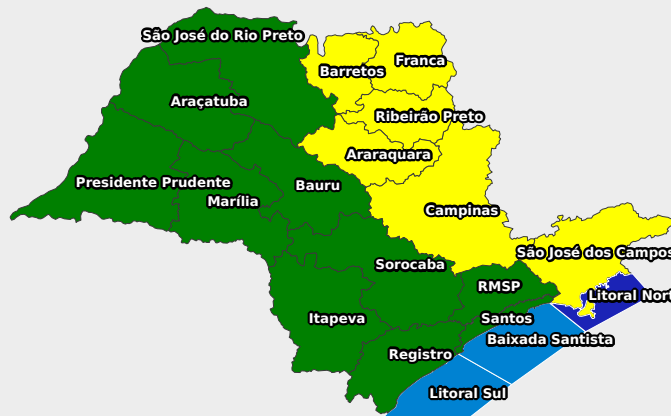 São José do Rio Preto
Franca
Barretos
Araçatuba
Ribeirão Preto
Araraquara
Presidente Prudente
Bauru
Marília
Campinas
São José dos Campos
Sorocaba
RMSP
Litoral Nort
Itapeva
Santos
Baixada Santista
Registro
Litoral Sul